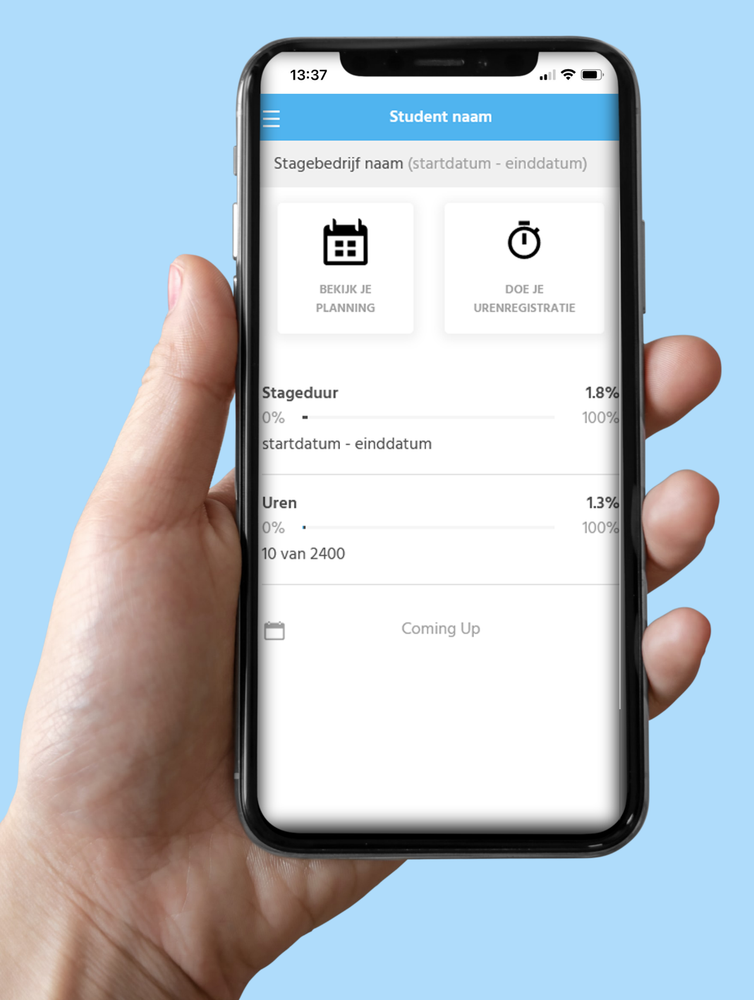 13:37
Student naam
Stagebedrijf naam (startdatum - einddatum)
BEKIJK JE
PLANNING
DOE JE
URENREGISTRATIE
Stageduur 1.8%
0% 100%
startdatum - einddatum
Uren 1.3%
0% 100%
10 van 2400
Coming Up